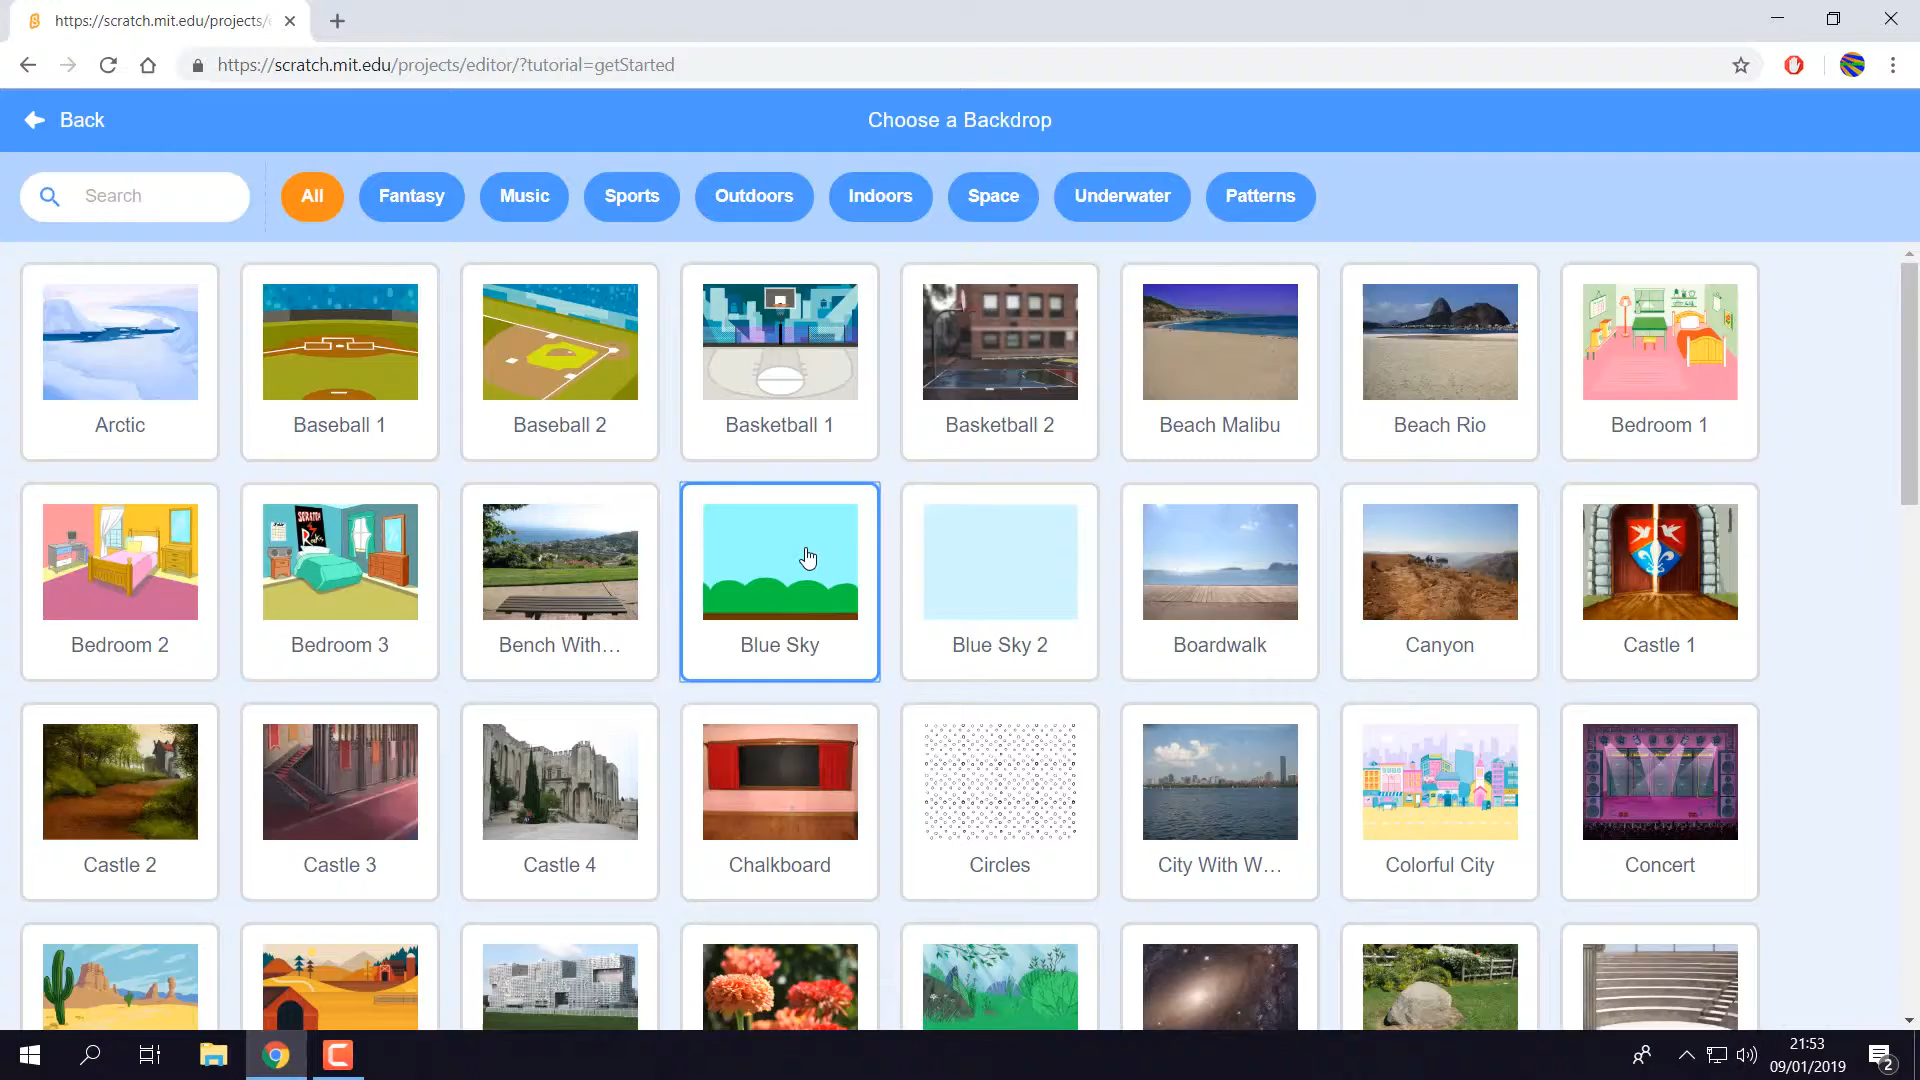 https://scratch.mit.edu/projects/
https://scratch.mit.edu/projects/editor/?tutorial=getStarted
Back
Choose a Backdrop
Search
All
Fantasy
Music
Sports
Outdoors
Indoors
Space
Underwater
Patterns
Arctic
Baseball 1
Baseball 2
Basketball 1
Basketball 2
Beach Malibu
Beach Rio
Bedroom 1
SCRATCH
Rocks
Bedroom 2
Bedroom 3
Bench With...
Blue Sky
Blue Sky 2
Boardwalk
Canyon
Castle 1
Castle 2
Castle 3
Castle 4
Chalkboard
Circles
City With W...
Colorful City
Concert
21:53
09/01/2019
2